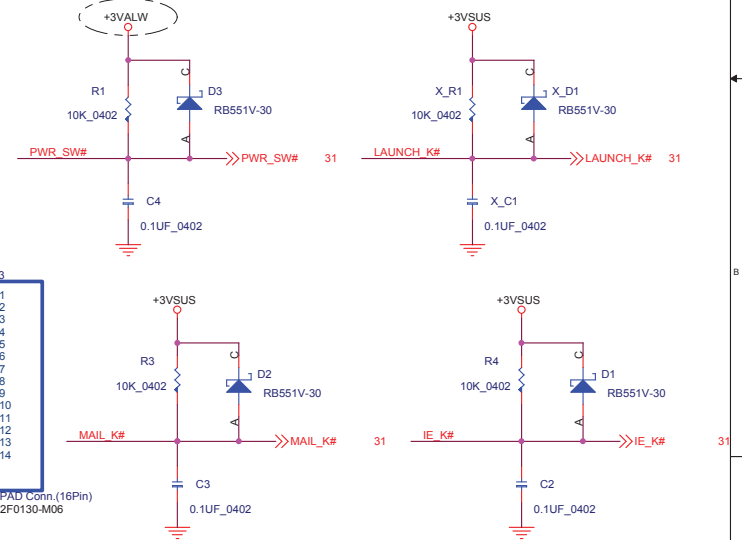 +3VALW
C
R1
10K_0402
D3
RB551V-30
A
PWR_SW#
PWR_SW#
31
C4
0.1UF_0402
+3VSUS
C
X_R1
10K_0402
X_D1
RB551V-30
A
LAUNCH_K#
LAUNCH_K#
31
X_C1
0.1UF_0402
B
3
1
2
3
4
5
6
7
8
9
10
11
12
13
14
PAD Conn.(16Pin)
2F0130-M06
+3VSUS
C
R3
10K_0402
D2
RB551V-30
A
MAIL_K#
MAIL_K#
31
C3
0.1UF_0402
+3VSUS
C
R4
10K_0402
D1
RB551V-30
A
IE_K#
IE_K#
31
C2
0.1UF_0402